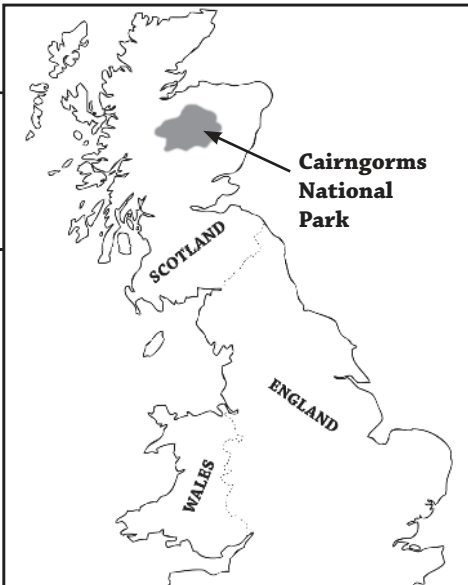 Cairngorms
National
Park
SCOTLAND
ENGLAND
WALES